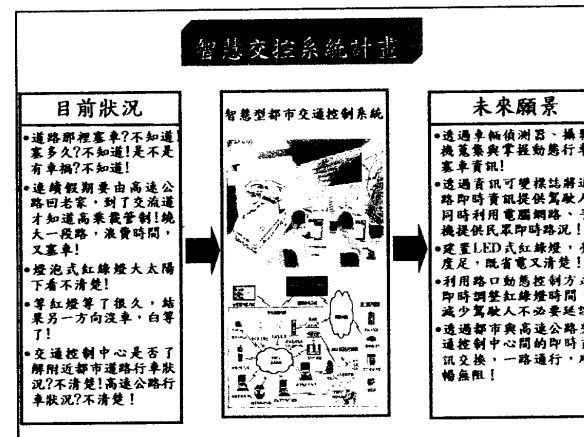 智慧交控系統計畫
目前狀況
•道路那裡塞車?不知道
塞多久?不知道!是不是
有車禍?不知道!
•連續假期要由高速公
路回老家，到了交流道
才知道高乘載管制!繞
大一段路，浪費時間，
又塞車!
•燈泡式紅綠燈大太陽
下看不清楚!
•等紅燈等了很久，結
果另一方向沒車，白等
了!
•交通控制中心是否了
解附近都市道路行車狀
況?不清楚!高速公路行
車狀況?不清楚！
智慧型都市交通控制系統
未來願景
•透過車輛偵測器、攝
機蒐集與掌握動態行車
塞車資訊!
•透過資訊可變標誌將道
路即時資訊提供駕駛人
同時利用電腦網路、
機提供民眾即時路況！
•建置LED式紅綠燈，
度足，既省電又清楚！
•利用路口動態控制方
即時調整紅綠燈時間
減少駕駛人不必要延
•透過都市與高速公路
通控制中心間的即時
訊交換，一路通行，
暢無阻！